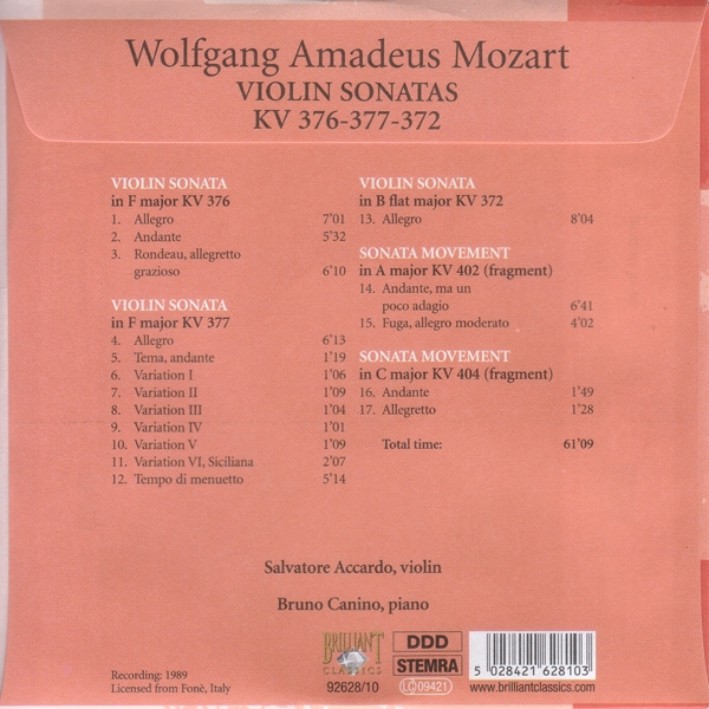 Wolfgang Amadeus Mozart
VIOLIN SONATAS
KV 376-377-372
VIOLIN SONATA
in F major KV 376
1. Allegro 7'01
2. Andante 5'32
3. Rondeau, allegretto
grazioso 6'10
VIOLIN SONATA
in F major KV 377
4. Allegro 6'13
5. Tema, andante 1'19
6. Variation I 1'06
7. Variation II 1'09
8. Variation III 1'04
9. Variation IV 1'01
10. Variation V 1'09
11. Variation VI, Siciliana 2'07
12. Tempo di menuetto 5'14
VIOLIN SONATA
in B flat major KV 372
13. Allegro 8'04
SONATA MOVEMENT
in A major KV 402 (fragment)
14. Andante, ma un
poco adagio 6'41
15. Fuga, allegro moderato 4'02
SONATA MOVEMENT
in C major KV 404 (fragment)
16. Andante 1'49
17. Allegretto 1'28
Total time: 61'09
Salvatore Accardo, violin
Bruno Canino, piano
Recording: 1989
Licensed from Fonè, Italy
BRILLIANT
CLASSICS
92628/10
DDD
STEMRA
LC 09421
5 028421 628103
www.brilliantclassics.com